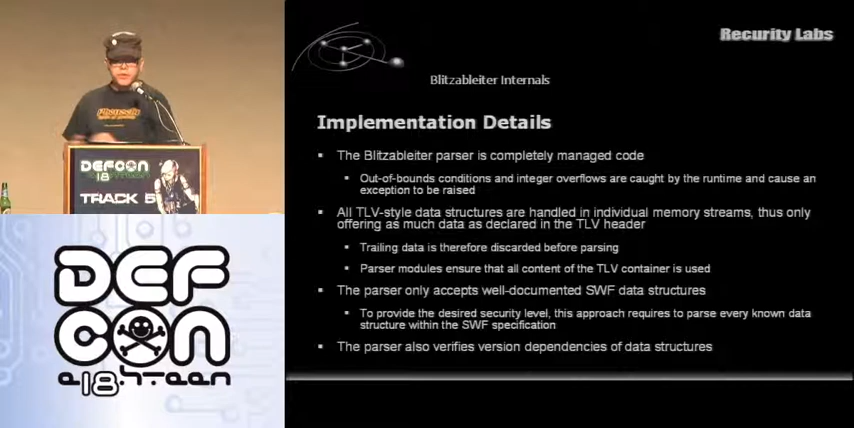 Recurity Labs
Blitzableiter Internals
Implementation Details
The Blitzableiter parser is completely managed code
Out-of-bounds conditions and integer overflows are caught by the runtime and cause an
exception to be raised
All TLV-style data structures are handled in individual memory streams, thus only
offering as much data as declared in the TLV header
Trailing data is therefore discarded before parsing
Parser modules ensure that all content of the TLV container is used
The parser only accepts well-documented SWF data structures
To provide the desired security level, this approach requires to parse every known data
structure within the SWF specification
The parser also verifies version dependencies of data structures
DEFCON
18
TRACK 5
DEF
CON
e18.hteen